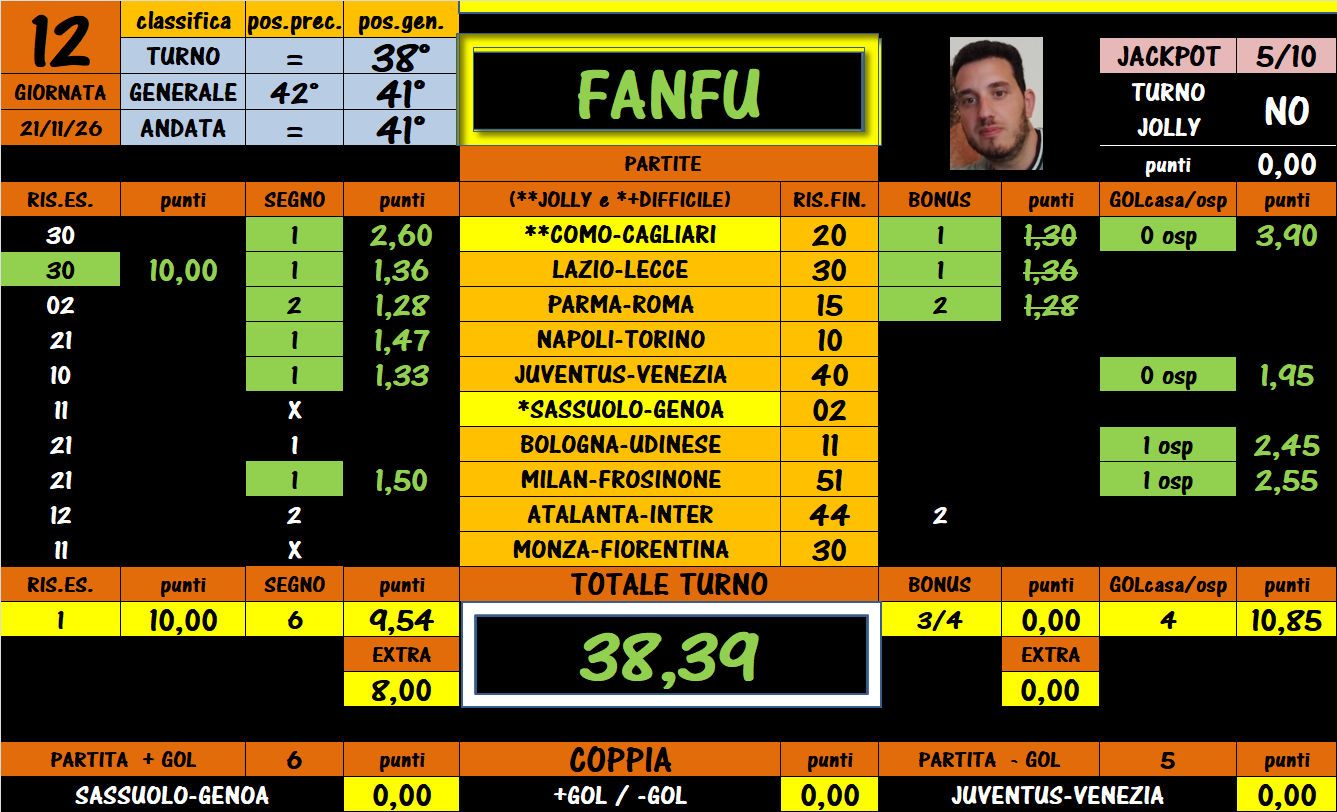 12 classifica pos.prec. pos.gen.
TURNO = 38° JACKPOT 5/10
GIORNATA GENERALE 42° 41° FANFU TURNO JOLLY NO
21/11/26 ANDATA = 41°
PARTITE punti 0,00
RIS.ES. punti SEGNO punti (**JOLLY e *+DIFFICILE) RIS.FIN. BONUS punti GOLcasa/osp punti
30 1 2,60 **COMO-CAGLIARI 20 1 1,30 0 osp 3,90
30 10,00 1 1,36 LAZIO-LECCE 30 1 1,36
02 2 1,28 PARMA-ROMA 15 2 1,28
21 1 1,47 NAPOLI-TORINO 10
10 1 1,33 JUVENTUS-VENEZIA 40 0 osp 1,95
11 X *SASSUOLO-GENOA 02
21 1 BOLOGNA-UDINESE 11 1 osp 2,45
21 1 1,50 MILAN-FROSINONE 51 1 osp 2,55
12 2 ATALANTA-INTER 44 2
11 X MONZA-FIORENTINA 30
RIS.ES. punti SEGNO punti TOTALE TURNO BONUS punti GOLcasa/osp punti
1 10,00 6 9,54 38,39 3/4 0,00 4 10,85
EXTRA EXTRA
8,00 0,00
PARTITA + GOL 6 punti COPPIA punti PARTITA - GOL 5 punti
SASSUOLO-GENOA 0,00 +GOL / -GOL 0,00 JUVENTUS-VENEZIA 0,00